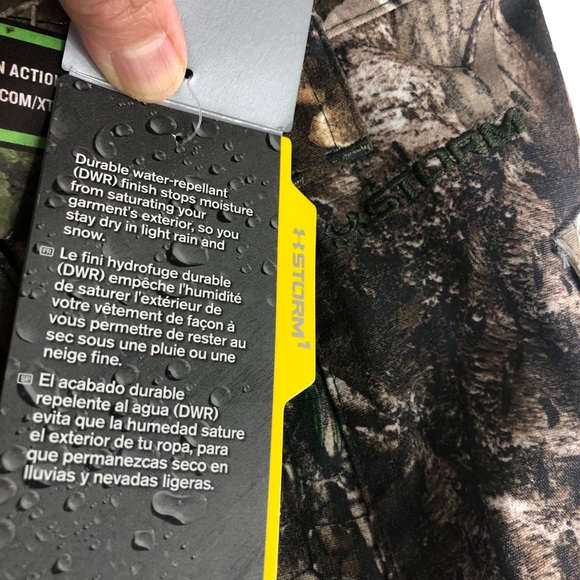 N ACTION
.COM/XT
Durable water-repellant
(DWR) finish stops moisture
from saturating your
garment's exterior, so you
stay dry in light rain and
snow.
FR Le fini hydrofuge durable
(DWR) empêche l'humidité
de saturer l'extérieur de
votre vêtement de façon à
vous permettre de rester au
sec sous une pluie ou une
neige fine.
SP El acabado durable
repelente al agua (DWR)
evita que la humedad sature
el exterior de tu ropa, para
que permanezcas seco en
lluvias y nevadas ligeras.
STORM1
STORM1